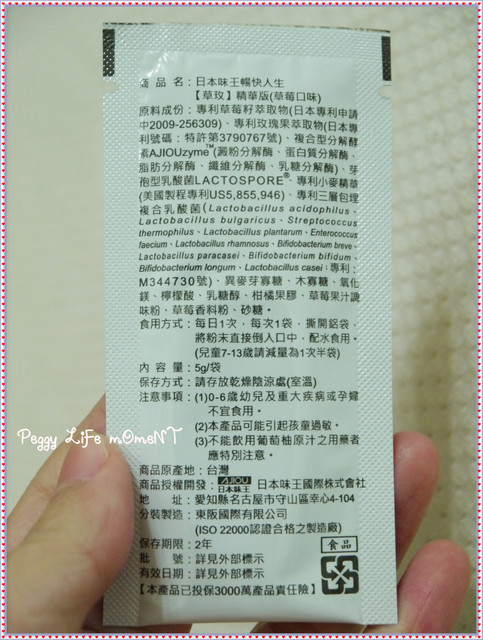 商 品 名：日本味王暢快人生
【草玫】精華版(草莓口味)
原料成份：專利草莓籽萃取物(日本專利申請
中2009-256309)、專利玫瑰果萃取物(日本專
利號碼：特許第3790767號)、複合型分解酵
素AJIOUzyme™(澱粉分解酶、蛋白質分解酶、
脂肪分解酶、纖維分解酶、乳糖分解酶)、芽
孢型乳酸菌LACTOSPORE®、專利小麥精華
(美國製程專利US5,855,946)、專利三層包埋
複合乳酸菌(Lactobacillus acidophilus、
Lactobacillus bulgaricus、Streptococcus
thermophilus、Lactobacillus plantarum、Enterococcus
faecium、Lactobacillus rhamnosus、Bifidobacterium breve、
Lactobacillus paracasei、Bifidobacterium bifidum、
Bifidobacterium longum、Lactobacillus casei；專利：
M344730號)、異麥芽寡糖、木寡糖、氧化
鎂、檸檬酸、乳糖醇、柑橘果膠、草莓果汁調
味粉、草莓香料粉、砂糖。
食用方式：每日1次，每次1袋，撕開鋁袋，
將粉末直接倒入口中，配水食用。
(兒童7-13歲請減量為1次半袋)
內 容 量：5g/袋
保存方式：請存放乾燥陰涼處(室溫)
注意事項：(1)0-6歲幼兒及重大疾病或孕婦
不宜食用。
(2)本產品可能引起孩童過敏。
(3)不能飲用葡萄柚原汁之用藥者
應特別注意。
商品原產地：台灣
商品授權開發：AJIOU 日本味王 日本味王國際株式會社
地 址：愛知縣名古屋市守山區幸心4-104
分裝製造：東阪國際有限公司
(ISO 22000認證合格之製造廠)
保存期限：2年
批 號：詳見外部標示
有效日期：詳見外部標示
【本產品已投保3000萬產品責任險】
食品
Peggy LiFe mOmeNT